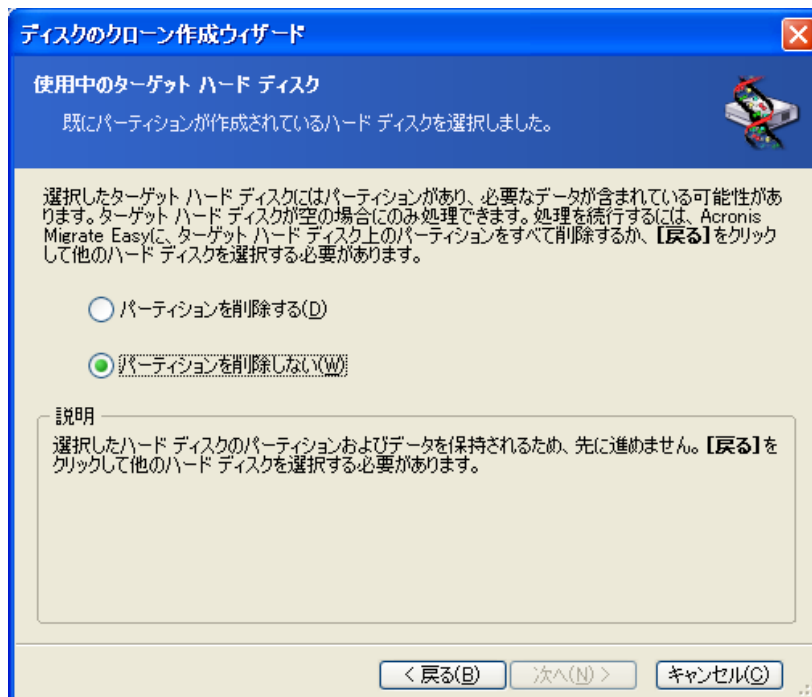 ディスクのクローン作成ウィザード
使用中のターゲット ハード ディスク
既にパーティションが作成されているハード ディスクを選択しました。
選択したターゲット ハード ディスクにはパーティションがあり、必要なデータが含まれている可能性があ
ります。ターゲット ハード ディスクが空の場合にのみ処理できます。処理を続行するには、Acronis
Migrate Easyに、ターゲット ハード ディスク上のパーティションをすべて削除するか、[戻る]をクリック
して他のハード ディスクを選択する必要があります。
パーティションを削除する(D)
パーティションを削除しない(W)
説明
選択したハード ディスクのパーティションおよびデータを保持されるため、先に進めません。[戻る]を
クリックして他のハード ディスクを選択する必要があります。
< 戻る(B)
次へ(N) >
キャンセル(C)